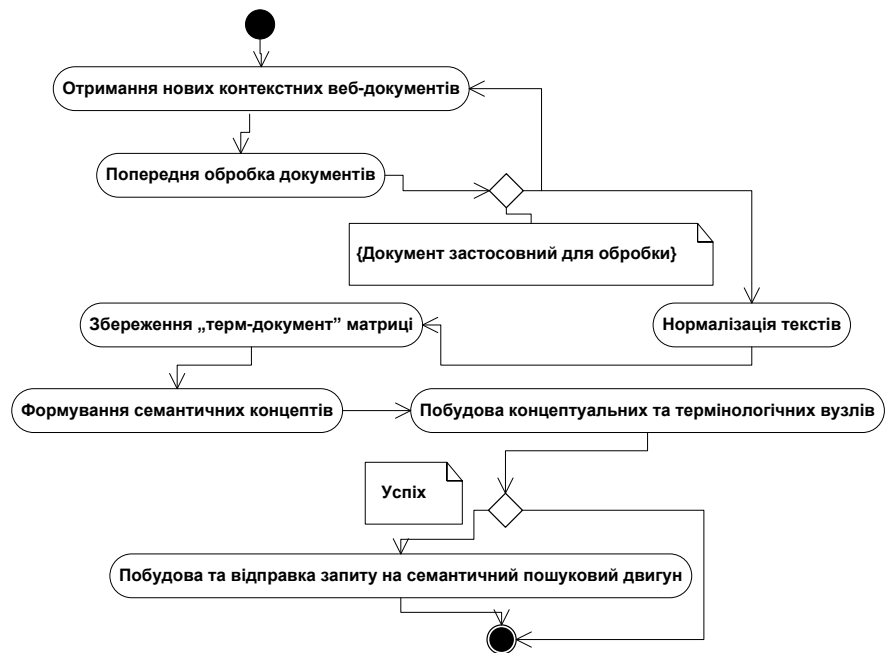 Отримання нових контекстних веб-документів
Попередня обробка документів
{Документ застосовний для обробки}
Збереження „терм-документ” матриці
Нормалізація текстів
Формування семантичних концептів
Побудова концептуальних та термінологічних вузлів
Успіх
Побудова та відправка запиту на семантичний пошуковий двигун